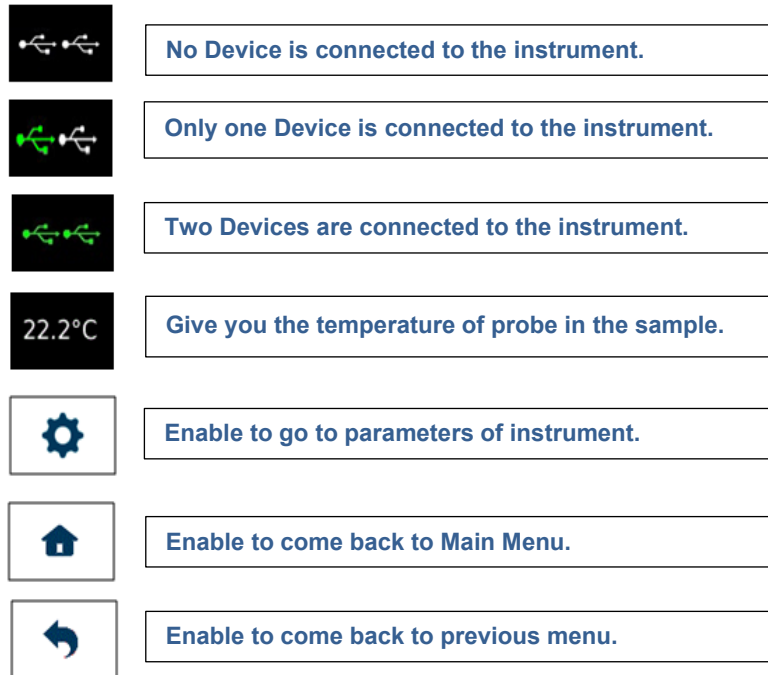 No Device is connected to the instrument.
Only one Device is connected to the instrument.
Two Devices are connected to the instrument.
22.2°C
Give you the temperature of probe in the sample.
Enable to go to parameters of instrument.
Enable to come back to Main Menu.
Enable to come back to previous menu.